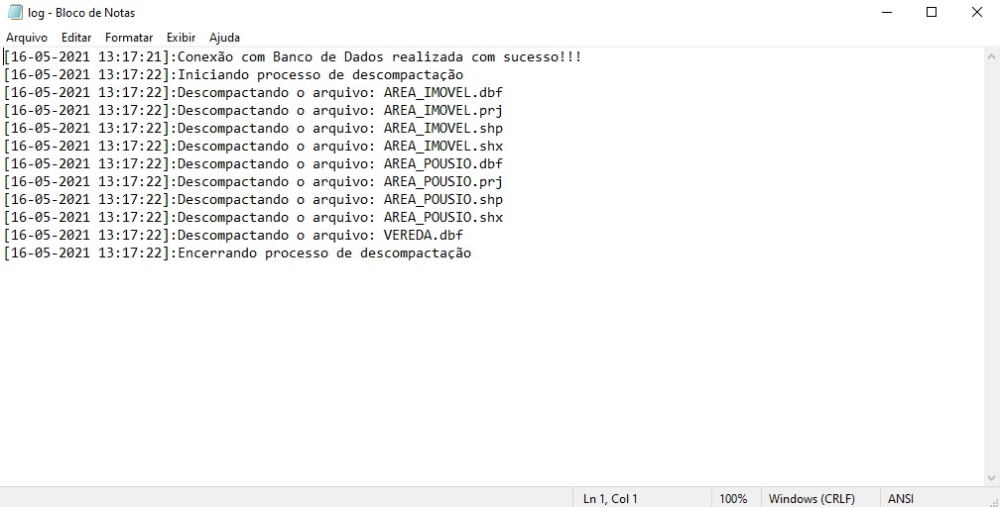 log - Bloco de Notas
Arquivo Editar Formatar Exibir Ajuda
[16-05-2021 13:17:21]:Conexão com Banco de Dados realizada com sucesso!!!
[16-05-2021 13:17:22]:Iniciando processo de descompactação
[16-05-2021 13:17:22]:Descompactando o arquivo: AREA_IMOVEL.dbf
[16-05-2021 13:17:22]:Descompactando o arquivo: AREA_IMOVEL.prj
[16-05-2021 13:17:22]:Descompactando o arquivo: AREA_IMOVEL.shp
[16-05-2021 13:17:22]:Descompactando o arquivo: AREA_IMOVEL.shx
[16-05-2021 13:17:22]:Descompactando o arquivo: AREA_POUSIO.dbf
[16-05-2021 13:17:22]:Descompactando o arquivo: AREA_POUSIO.prj
[16-05-2021 13:17:22]:Descompactando o arquivo: AREA_POUSIO.shp
[16-05-2021 13:17:22]:Descompactando o arquivo: AREA_POUSIO.shx
[16-05-2021 13:17:22]:Descompactando o arquivo: VEREDA.dbf
[16-05-2021 13:17:22]:Encerrando processo de descompactação
Ln 1, Col 1 100% Windows (CRLF) ANSI